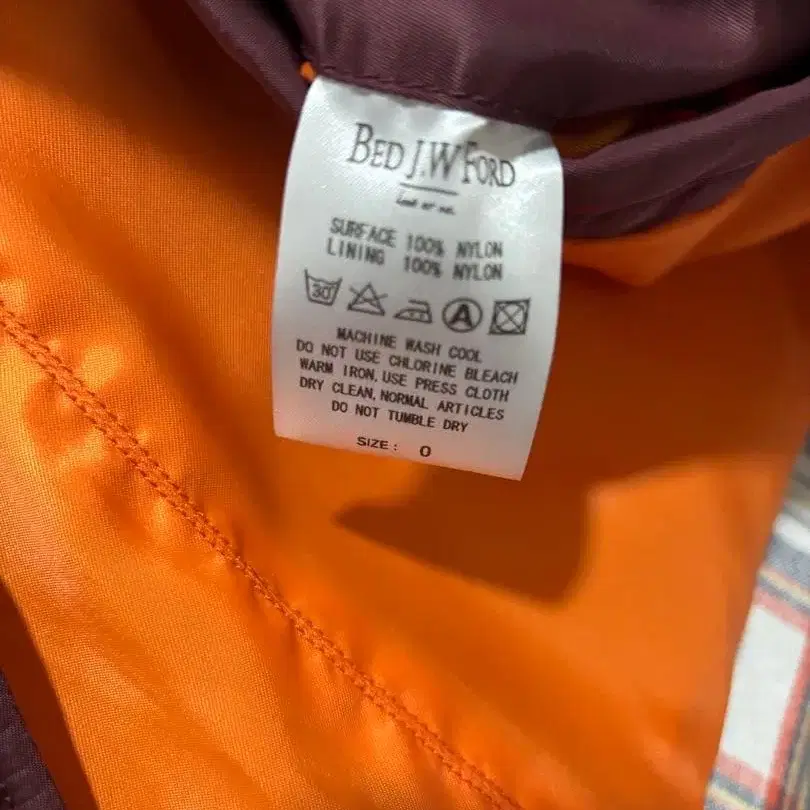 BED J.W FORD
SURFACE 100% NYLON
LINING 100% NYLON
30
A
MACHINE WASH COOL
DO NOT USE CHLORINE BLEACH
WARM IRON, USE PRESS CLOTH
DRY CLEAN, NORMAL ARTICLES
DO NOT TUMBLE DRY
SIZE : 0